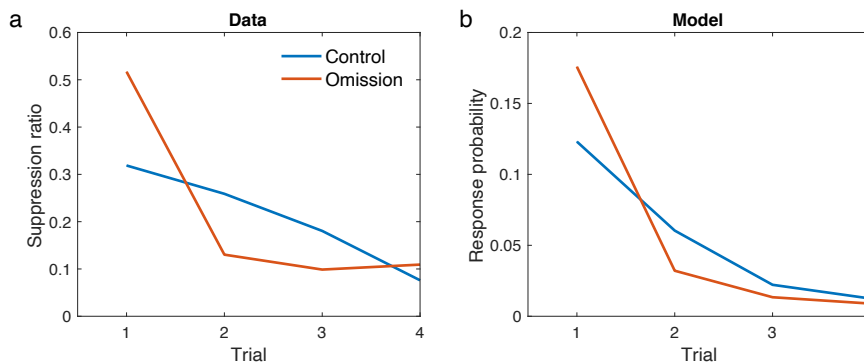 a
Data
0.6
0.5
0.4
0.3
0.2
0.1
0
Suppression ratio
Control
Omission
1 2 3 4
Trial
b
Model
0.2
0.15
0.1
0.05
0
Response probability
1 2 3
Trial